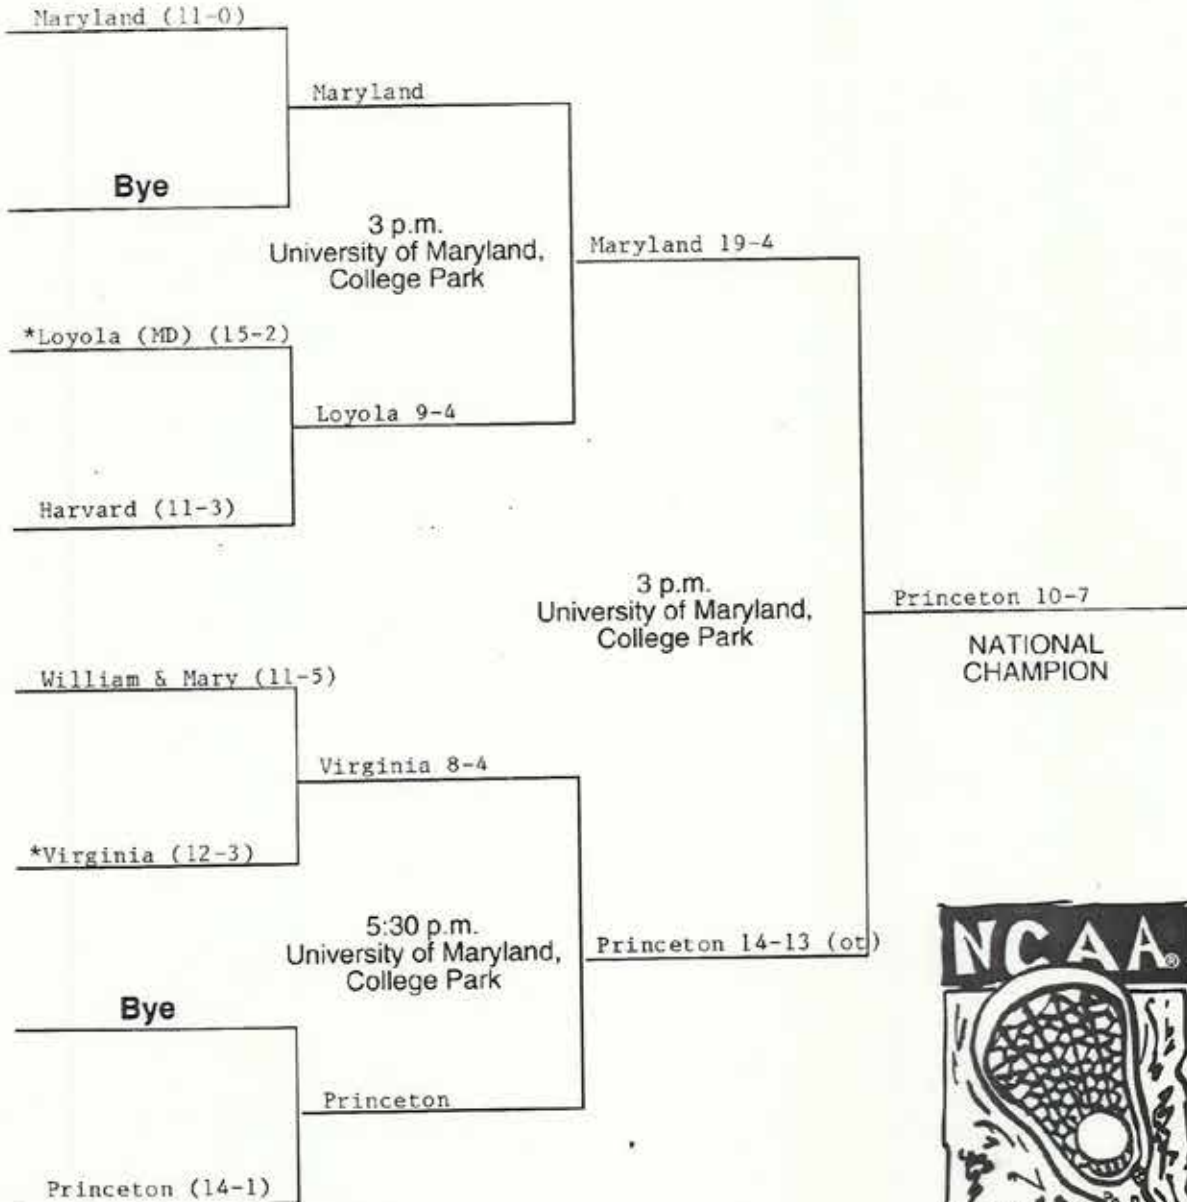 Maryland (11-0)
Maryland
Bye
3 p.m.
University of Maryland,
College Park
Maryland 19-4
*Loyola (MD) (15-2)
Loyola 9-4
Harvard (11-3)
3 p.m.
University of Maryland,
College Park
Princeton 10-7
NATIONAL
CHAMPION
William & Mary (11-5)
Virginia 8-4
*Virginia (12-3)
5:30 p.m.
University of Maryland,
College Park
Princeton 14-13 (ot)
Bye
Princeton
Princeton (14-1)
NCAA®